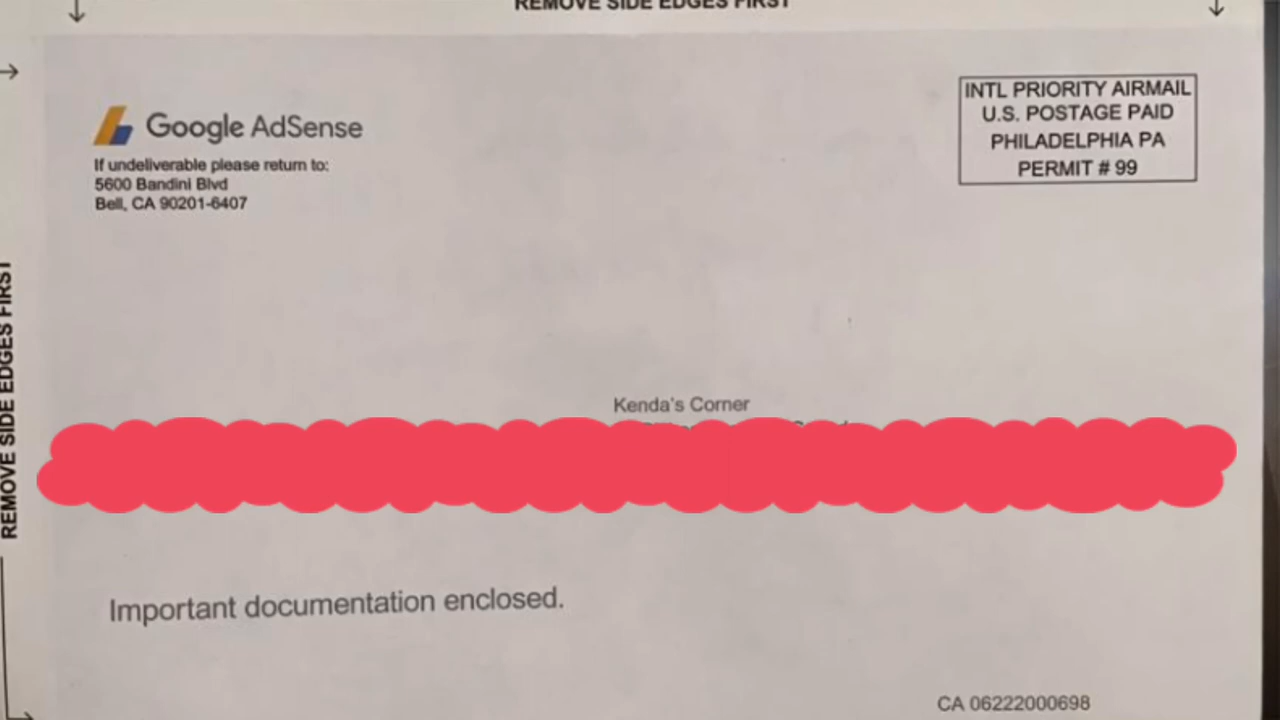 REMOVE SIDE EDGES FIRST
Google AdSense
If undeliverable please return to:
5600 Bandini Blvd
Bell, CA 90201-6407
INTL PRIORITY AIRMAIL
U.S. POSTAGE PAID
PHILADELPHIA PA
PERMIT # 99
REMOVE SIDE EDGES FIRST
Kenda's Corner
Important documentation enclosed.
CA 06222000698